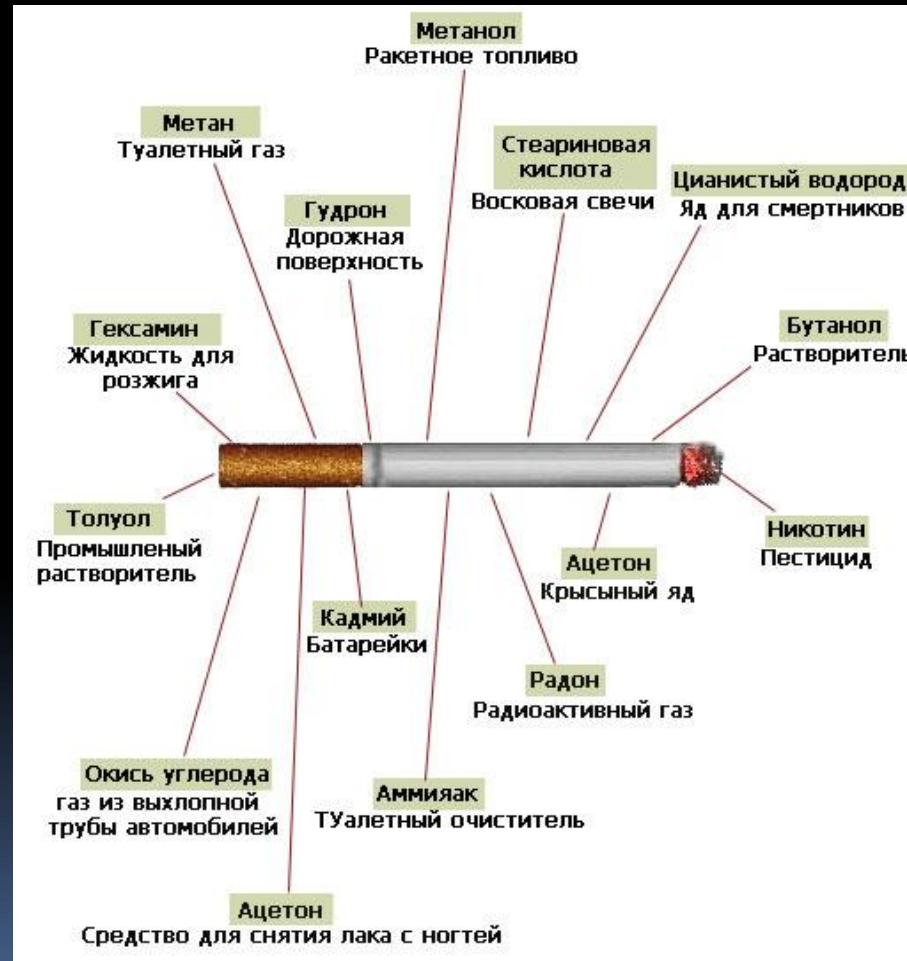 Метанол
Ракетное топливо
Метан
Туалетный газ
Стеариновая
кислота
Восковая свечи
Цианистый водород
Яд для смертников
Гудрон
Дорожная
поверхность
Гексамин
Жидкость для
розжига
Бутанол
Растворитель
Толуол
Промышленый
растворитель
Никотин
Пестицид
Ацетон
Крысиный яд
Кадмий
Батарейки
Радон
Радиоактивный газ
Окись углерода
газ из выхлопной
трубы автомобилей
Аммияак
ТУалетный очиститель
Ацетон
Средство для снятия лака с ногтей